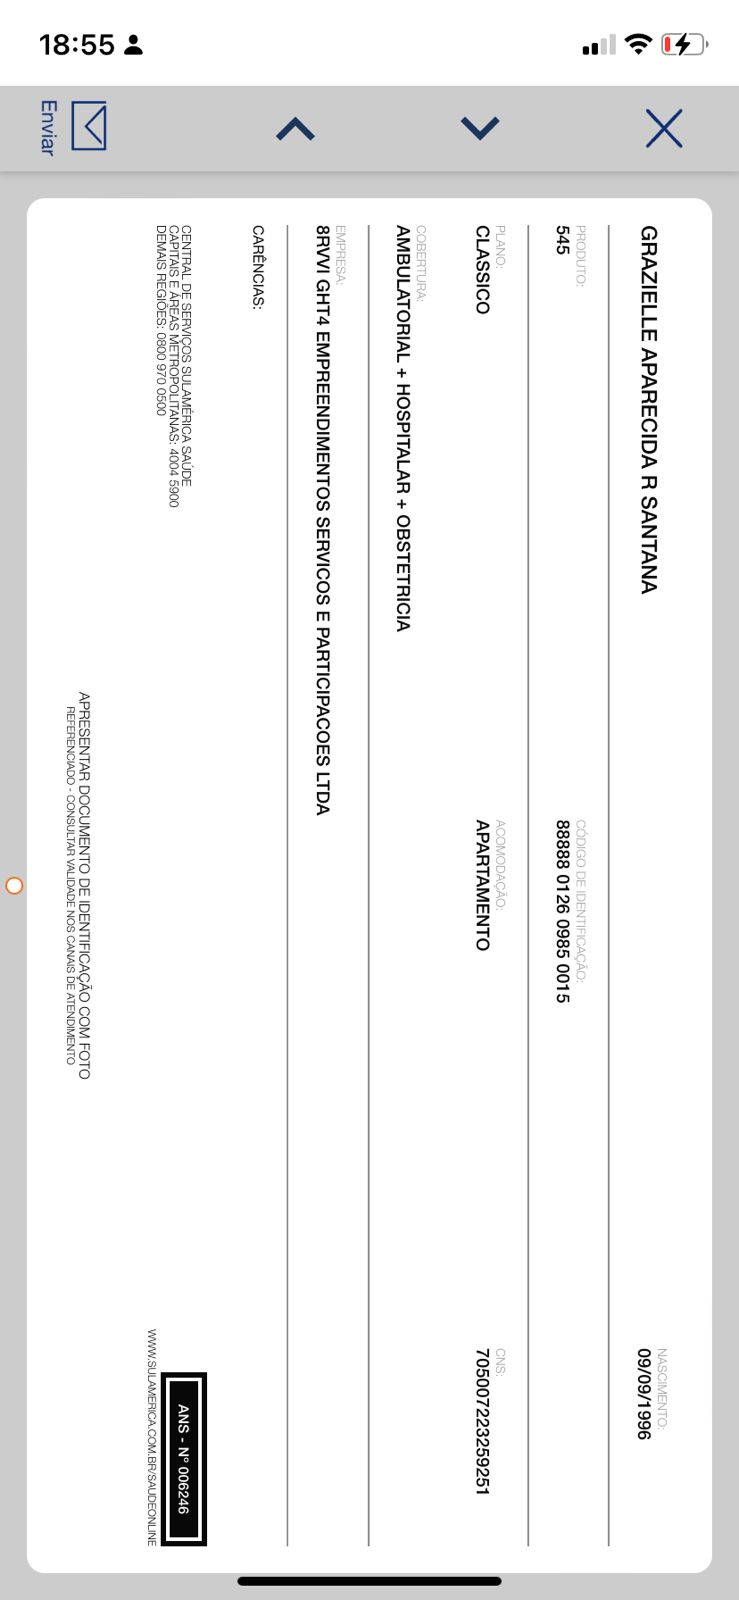 18:55
Enviar
GRAZIELLE APARECIDA R SANTANA
NASCIMENTO:
09/09/1996
PRODUTO:
545
CÓDIGO DE IDENTIFICAÇÃO:
88888 0126 0985 0015
PLANO:
CLASSICO
ACOMODAÇÃO:
APARTAMENTO
CNS:
705007223259251
COBERTURA:
AMBULATORIAL + HOSPITALAR + OBSTETRICIA
EMPRESA:
8RVVI GHT4 EMPREENDIMENTOS SERVICOS E PARTICIPACOES LTDA
CARÊNCIAS:
CENTRAL DE SERVIÇOS SULAMÉRICA SAÚDE
CAPITAIS E ÁREAS METROPOLITANAS: 4004 5900
DEMAIS REGIÕES: 0800 970 0500
ANS - Nº 006246
WWW.SULAMERICA.COM.BR/SAUDEONLINE
APRESENTAR DOCUMENTO DE IDENTIFICAÇÃO COM FOTO
REFERENCIADO - CONSULTAR VALIDADE NOS CANAIS DE ATENDIMENTO